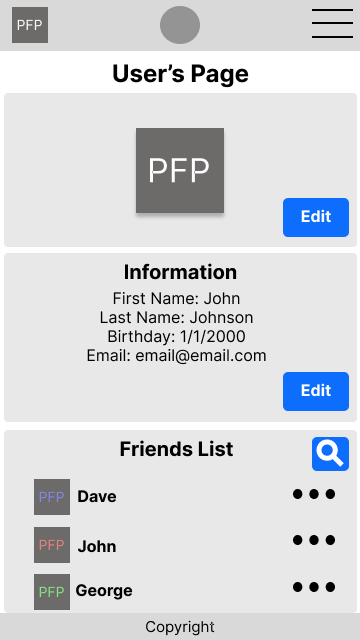 PFP
User’s Page
PFP
Edit
Information
First Name: John
Last Name: Johnson
Birthday: 1/1/2000
Email: email@email.com
Edit
Friends List
PFP Dave
PFP John
PFP George
Copyright